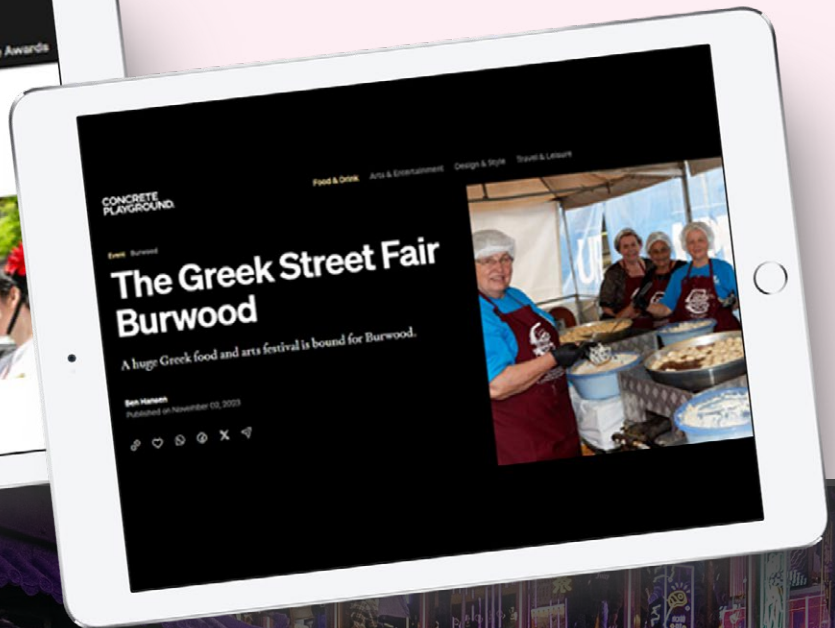 Awards
CONCRETE
PLAYGROUND.
Food & Drink Arts & Entertainment Design & Style Travel & Leisure
Event Burwood
The Greek Street Fair
Burwood
A huge Greek food and arts festival is bound for Burwood.
Ben Hansen
Published on November 02, 2023